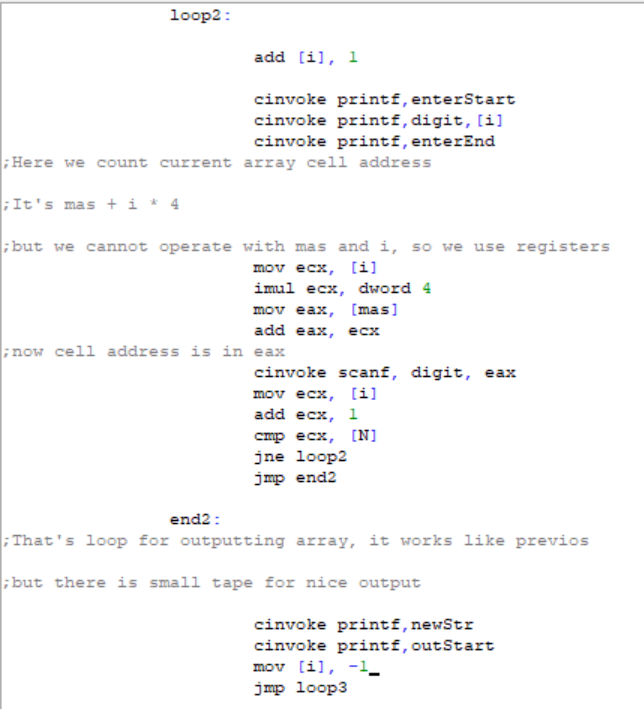 loop2:
add [i], 1
cinvoke printf,enterStart
cinvoke printf,digit,[i]
cinvoke printf,enterEnd
;Here we count current array cell address
;It's mas + i * 4
;but we cannot operate with mas and i, so we use registers
mov ecx, [i]
imul ecx, dword 4
mov eax, [mas]
add eax, ecx
;now cell address is in eax
cinvoke scanf, digit, eax
mov ecx, [i]
add ecx, 1
cmp ecx, [N]
jne loop2
jmp end2
end2:
;That's loop for outputting array, it works like previos
;but there is small tape for nice output
cinvoke printf,newStr
cinvoke printf,outStart
mov [i], -1
jmp loop3